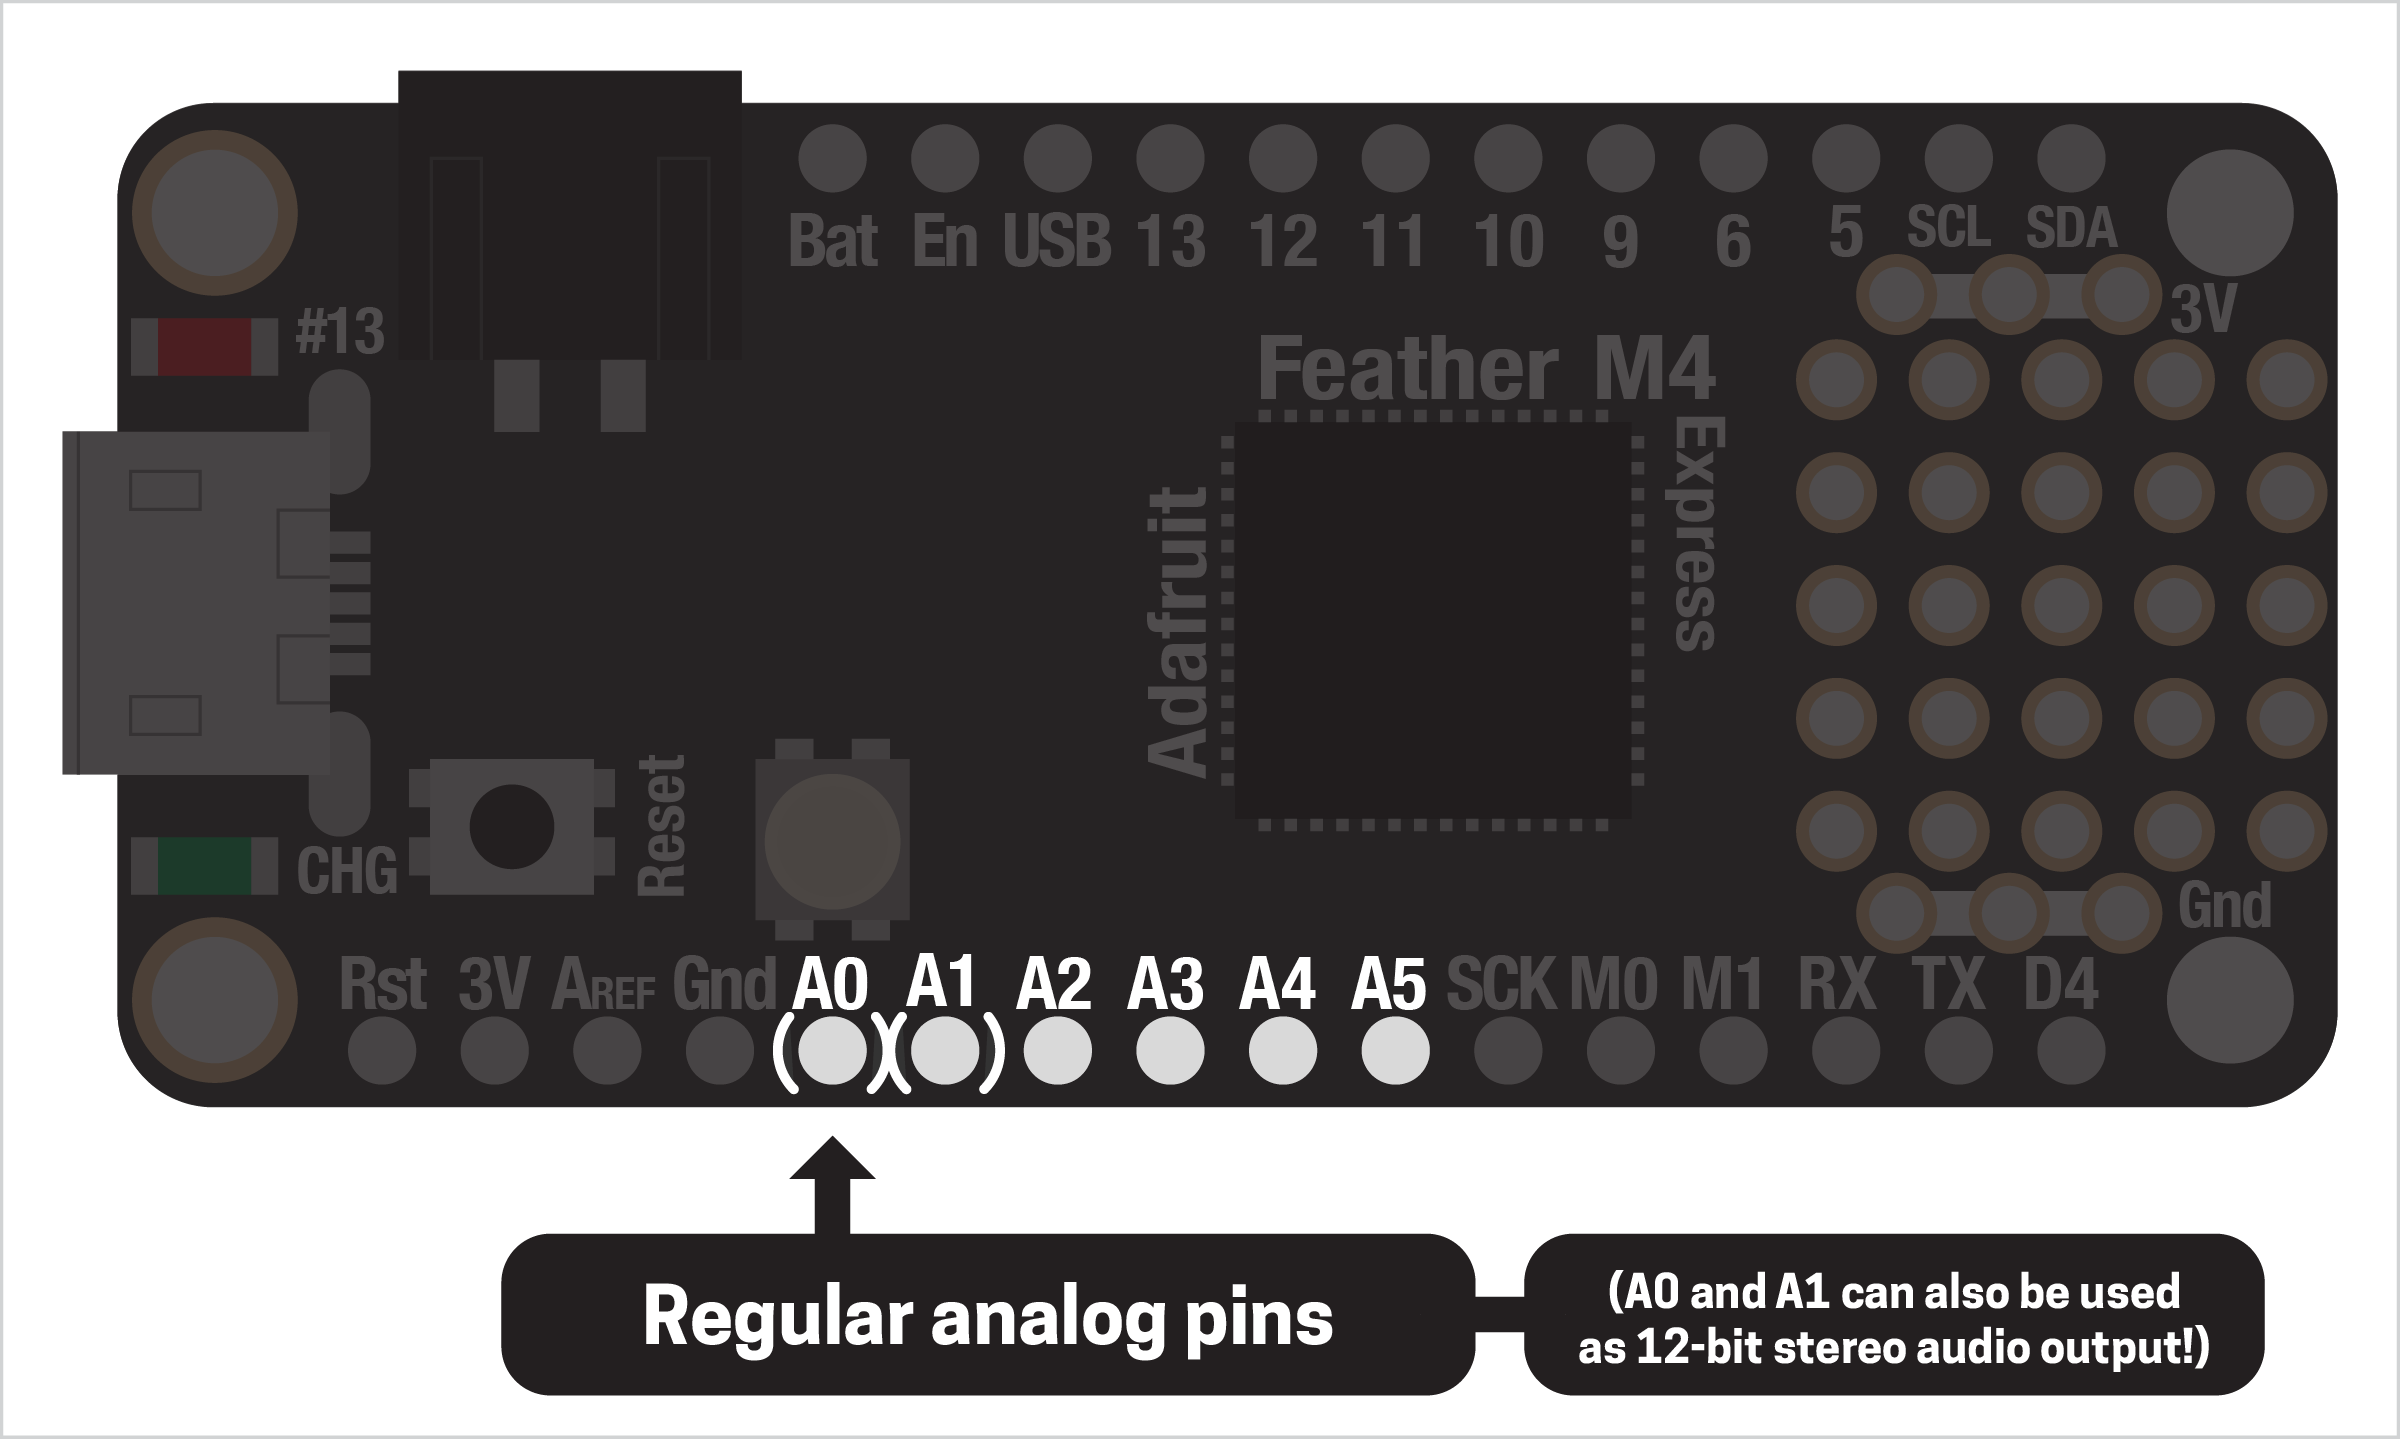 Bat En USB 13 12 11 10 9 6 5 SCL SDA
#13
3V
Feather M4
Express
Adafruit
Reset
CHG
Gnd
Rst 3V AREF Gnd A0 A1 A2 A3 A4 A5 SCK M0 M1 RX TX D4
Regular analog pins
(A0 and A1 can also be used
as 12-bit stereo audio output!)